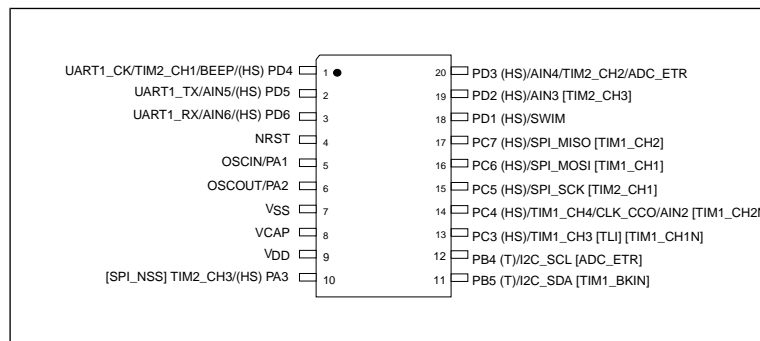 UART1_CK/TIM2_CH1/BEEP/(HS) PD4 1 20 PD3 (HS)/AIN4/TIM2_CH2/ADC_ETR
UART1_TX/AIN5/(HS) PD5 2 19 PD2 (HS)/AIN3 [TIM2_CH3]
UART1_RX/AIN6/(HS) PD6 3 18 PD1 (HS)/SWIM
NRST 4 17 PC7 (HS)/SPI_MISO [TIM1_CH2]
OSCIN/PA1 5 16 PC6 (HS)/SPI_MOSI [TIM1_CH1]
OSCOUT/PA2 6 15 PC5 (HS)/SPI_SCK [TIM2_CH1]
VSS 7 14 PC4 (HS)/TIM1_CH4/CLK_CCO/AIN2 [TIM1_CH2N
VCAP 8 13 PC3 (HS)/TIM1_CH3 [TLI] [TIM1_CH1N]
VDD 9 12 PB4 (T)/I2C_SCL [ADC_ETR]
[SPI_NSS] TIM2_CH3/(HS) PA3 10 11 PB5 (T)/I2C_SDA [TIM1_BKIN]